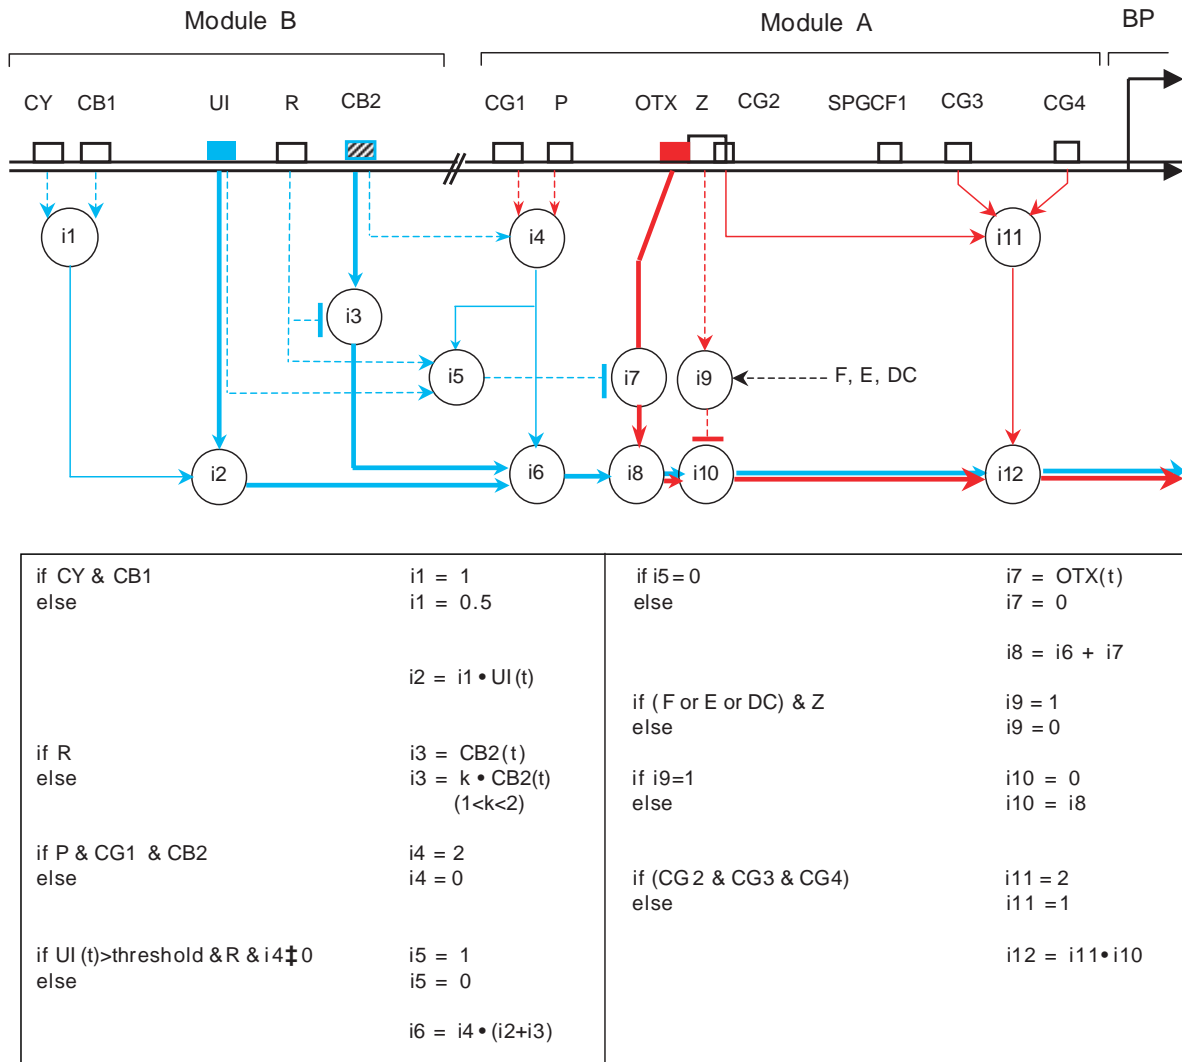 Module B Module A BP
CY CB1 UI R CB2 CG1 P OTX Z CG2 SPGCF1 CG3 CG4
i1 i4 i11
i3
i5 i7 i9 F, E, DC
i2 i6 i8 i10 i12
if CY & CB1 i1 = 1
else i1 = 0.5
i2 = i1 • UI (t)
if R i3 = CB2(t)
else i3 = k • CB2(t)
(1<k<2)
if P & CG1 & CB2 i4 = 2
else i4 = 0
if UI (t)>threshold & R & i4‡0 i5 = 1
else i5 = 0
i6 = i4 • (i2+i3)
if i5 = 0 i7 = OTX(t)
else i7 = 0
i8 = i6 + i7
if ( F or E or DC) & Z i9 = 1
else i9 = 0
if i9=1 i10 = 0
else i10 = i8
if (CG2 & CG3 & CG4) i11 = 2
else i11 = 1
i12 = i11• i10